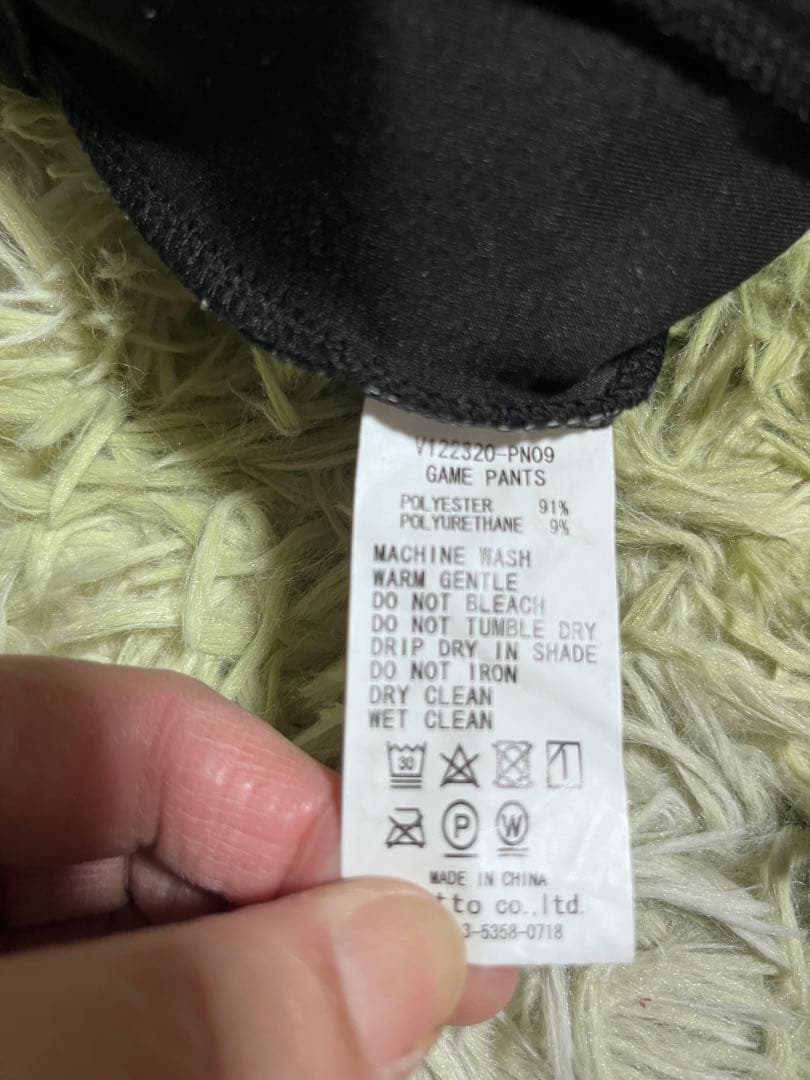 V122320-PN09
GAME PANTS
POLYESTER 91%
POLYURETHANE 9%
MACHINE WASH
WARM GENTLE
DO NOT BLEACH
DO NOT TUMBLE DRY
DRIP DRY IN SHADE
DO NOT IRON
DRY CLEAN
WET CLEAN
30
P W
MADE IN CHINA
tto co.,ltd.
3-5358-0718